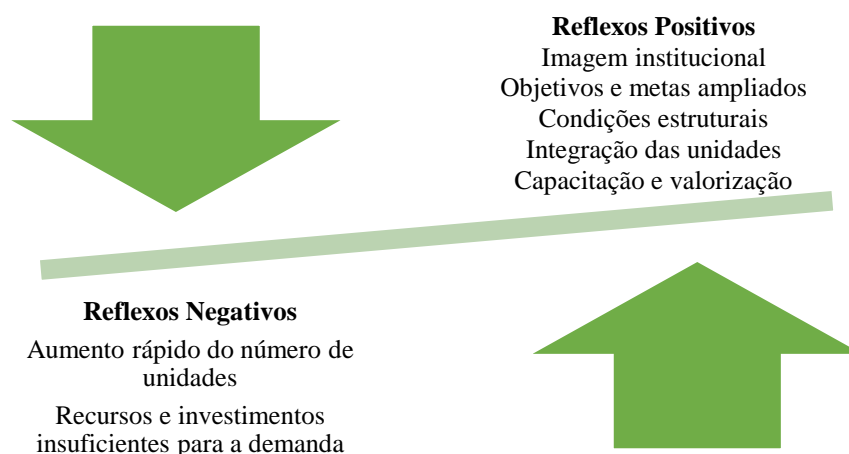 Reflexos Positivos
Imagem institucional
Objetivos e metas ampliados
Condições estruturais
Integração das unidades
Capacitação e valorização
Reflexos Negativos
Aumento rápido do número de
unidades
Recursos e investimentos
insuficientes para a demanda